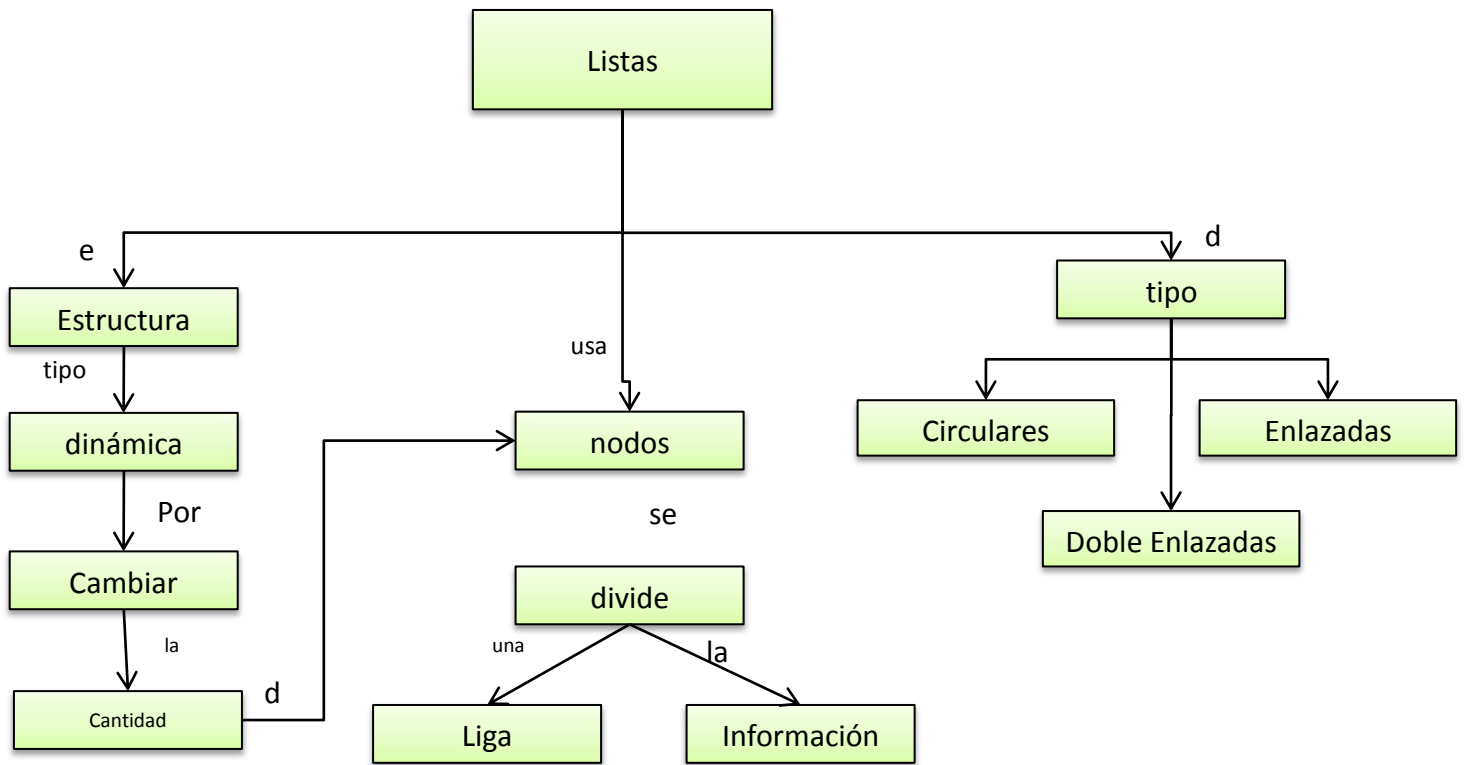 Listas
e
d
Estructura
tipo
usa
tipo
dinámica
nodos
Circulares
Enlazadas
Por
se
Doble Enlazadas
Cambiar
divide
la
una
la
Cantidad
d
Liga
Información